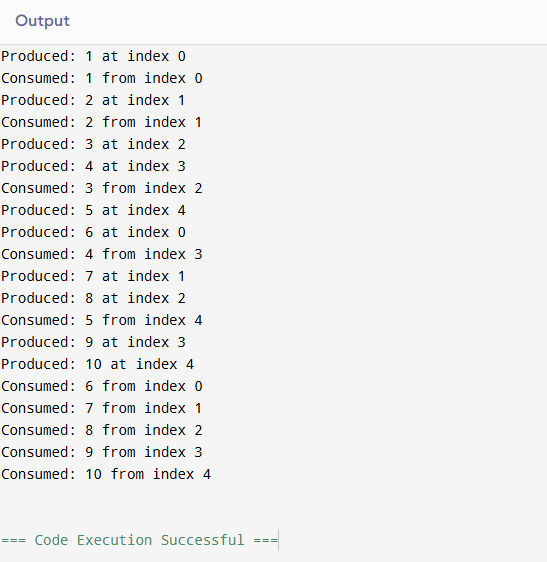 Output
Produced: 1 at index 0
Consumed: 1 from index 0
Produced: 2 at index 1
Consumed: 2 from index 1
Produced: 3 at index 2
Produced: 4 at index 3
Consumed: 3 from index 2
Produced: 5 at index 4
Produced: 6 at index 0
Consumed: 4 from index 3
Produced: 7 at index 1
Produced: 8 at index 2
Consumed: 5 from index 4
Produced: 9 at index 3
Produced: 10 at index 4
Consumed: 6 from index 0
Consumed: 7 from index 1
Consumed: 8 from index 2
Consumed: 9 from index 3
Consumed: 10 from index 4
=== Code Execution Successful ===